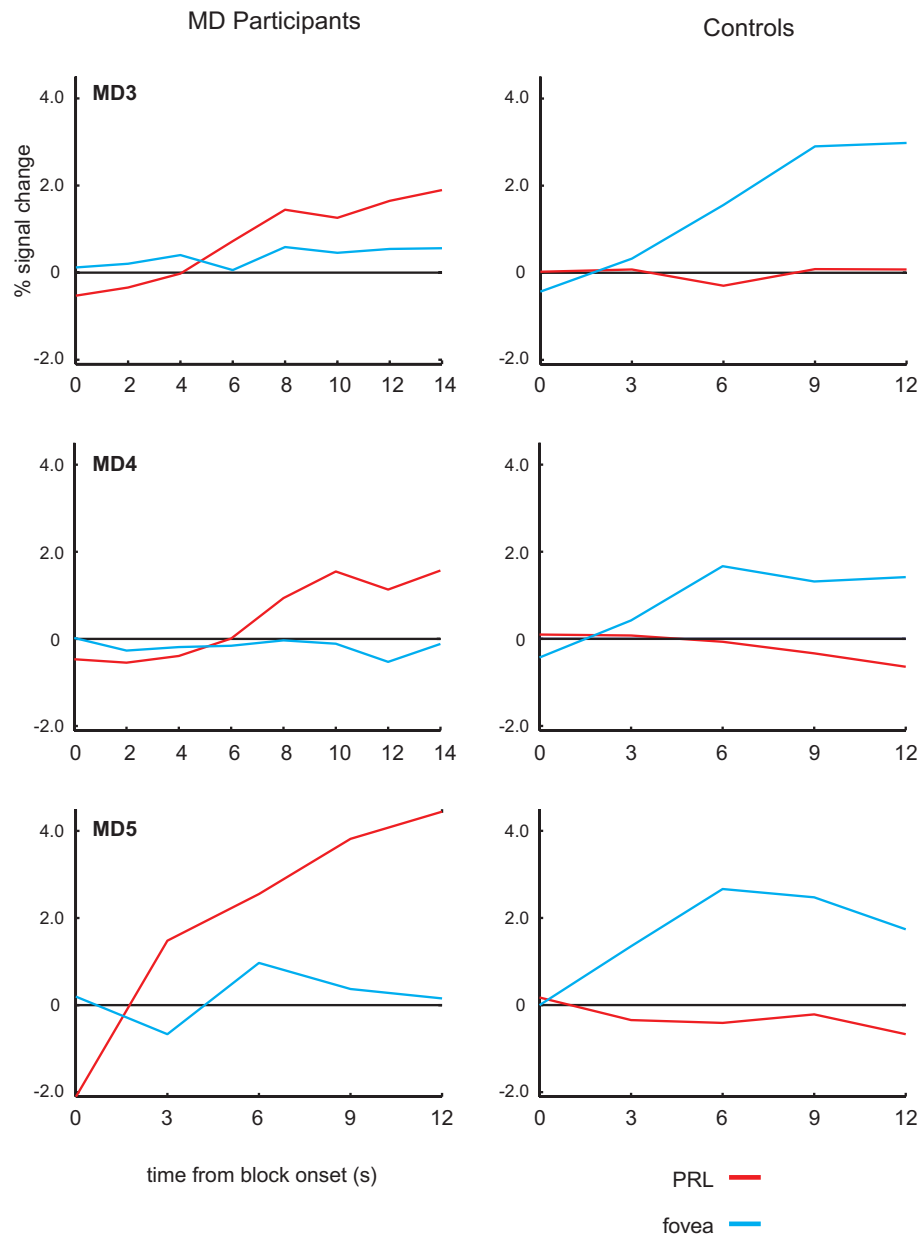 MD Participants
Controls
MD3
% signal change
4.0
2.0
0
-2.0
0 2 4 6 8 10 12 14
4.0
2.0
0
-2.0
0 3 6 9 12
MD4
4.0
2.0
0
-2.0
0 2 4 6 8 10 12 14
4.0
2.0
0
-2.0
0 3 6 9 12
MD5
4.0
2.0
0
-2.0
0 3 6 9 12
4.0
2.0
0
-2.0
0 3 6 9 12
time from block onset (s)
PRL
fovea